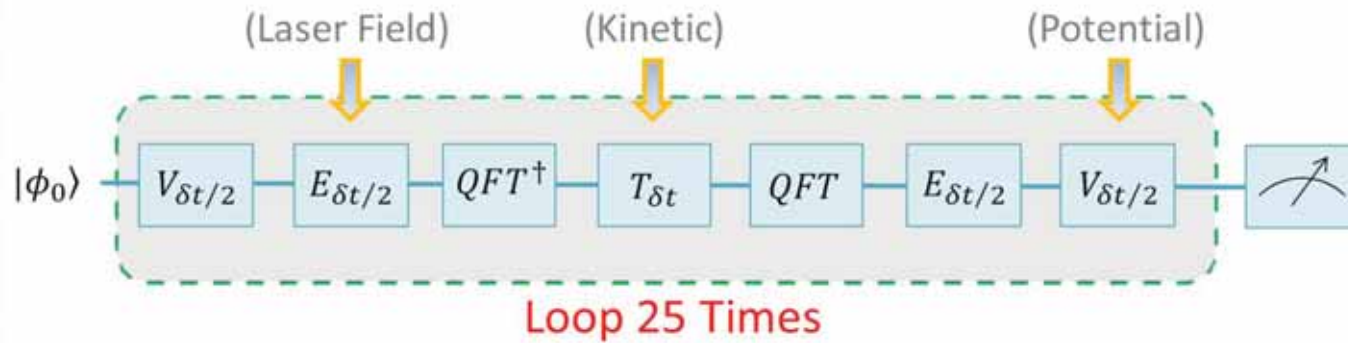 (Laser Field) (Kinetic) (Potential)
|ϕ₀⟩ V_{δt/2} E_{δt/2} QFT† T_{δt} QFT E_{δt/2} V_{δt/2}
Loop 25 Times